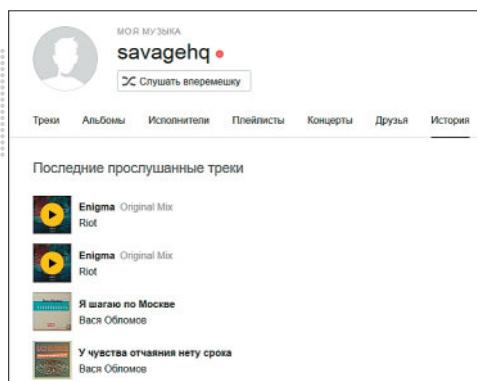 МОЯ МУЗЫКА
savagehq
Слушать вперемешку
Треки Альбомы Исполнители Плейлисты Концерты Друзья История
Последние прослушанные треки
Enigma Original Mix
Riot
Enigma Original Mix
Riot
Я шагаю по Москве
Вася Обломов
У чувства отчаяния нету срока
Вася Обломов